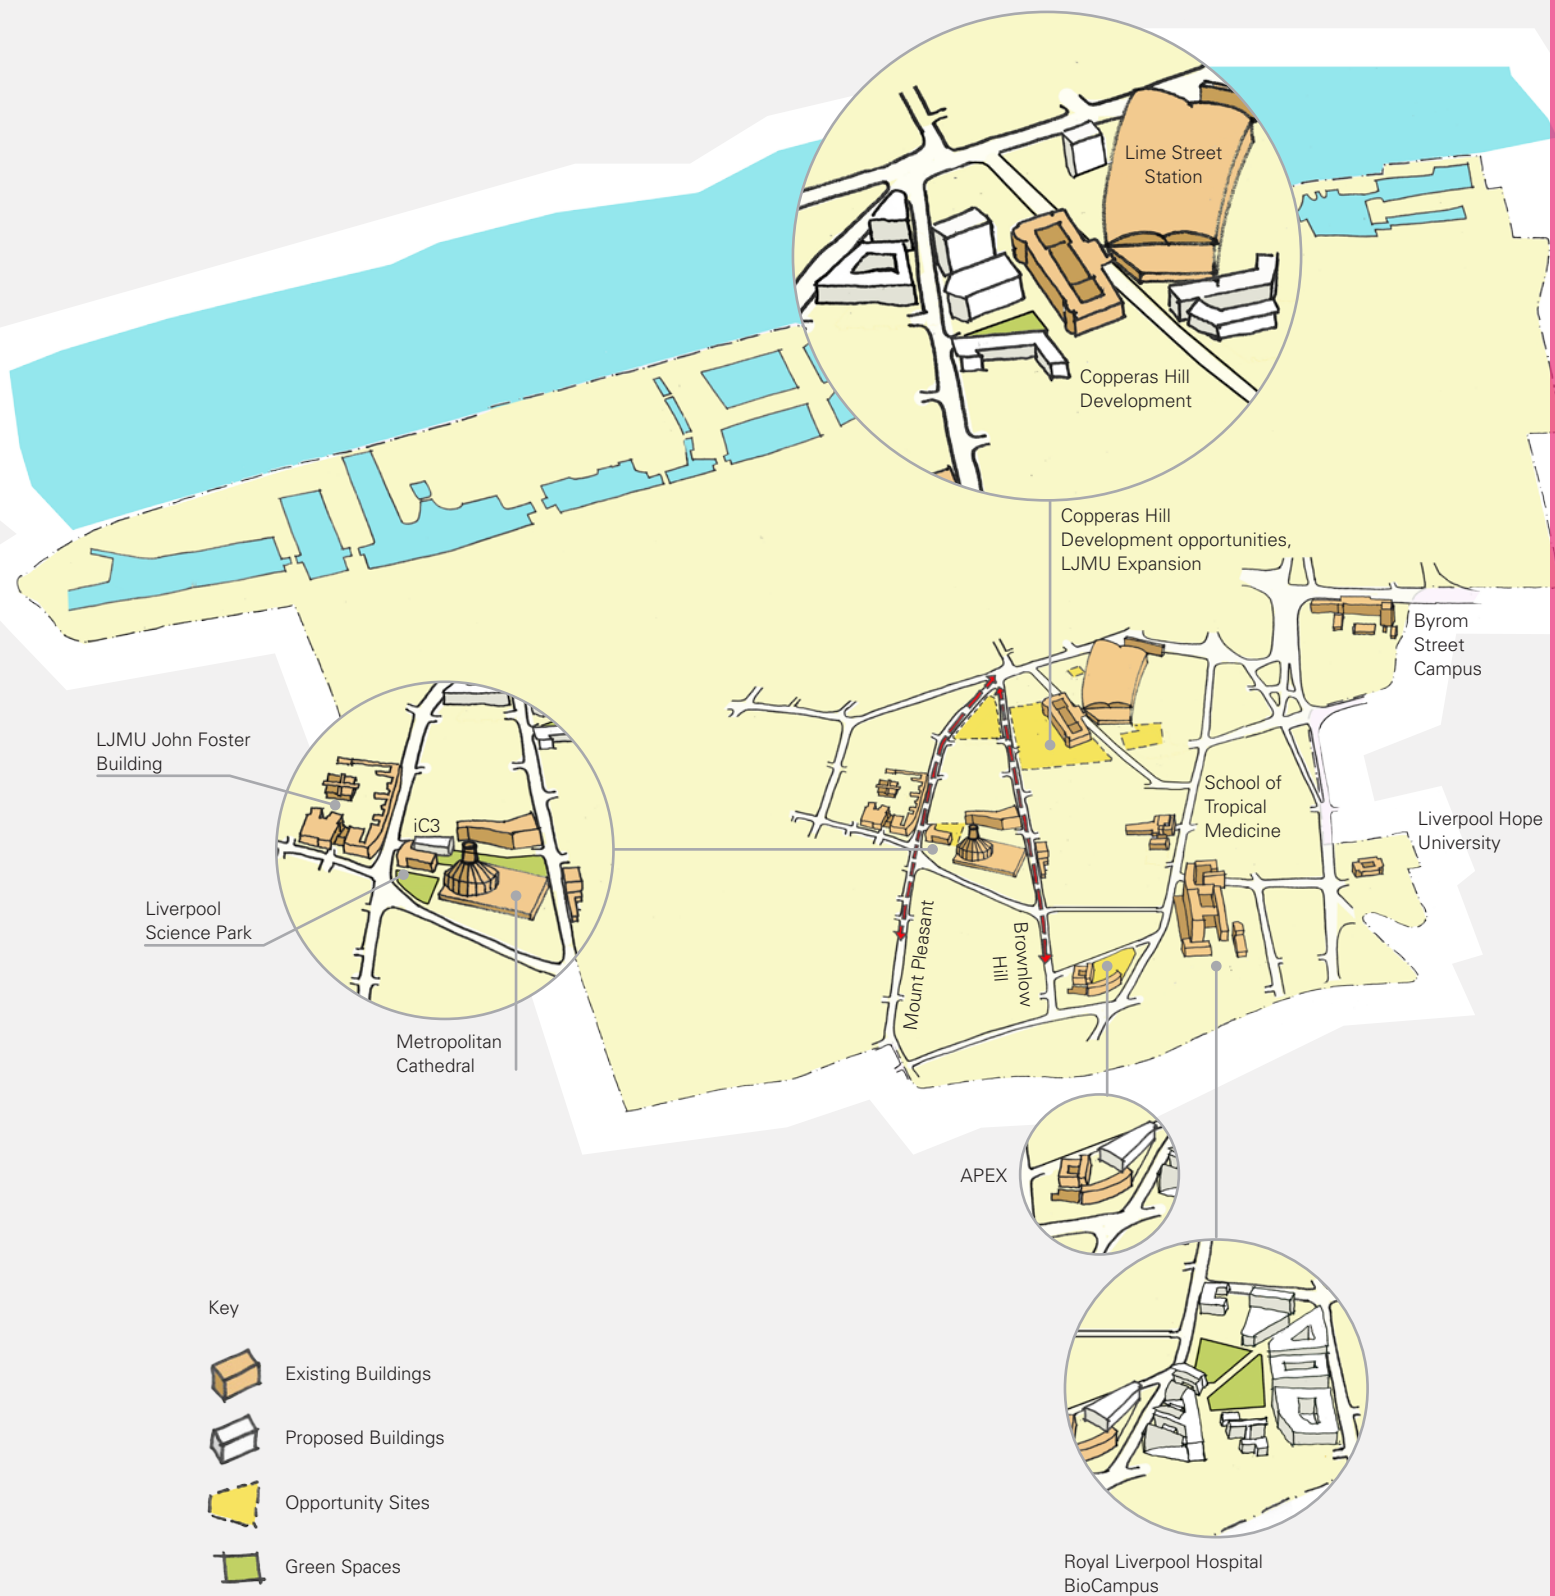 Lime Street
Station
Copperas Hill
Development
Copperas Hill
Development opportunities,
LJMU Expansion
Byrom
Street
Campus
LJMU John Foster
Building
iC3
School of
Tropical
Medicine
Liverpool Hope
University
Liverpool
Science Park
Mount Pleasant
Brownlow
Hill
Metropolitan
Cathedral
APEX
Key
Existing Buildings
Proposed Buildings
Opportunity Sites
Green Spaces
Royal Liverpool Hospital
BioCampus